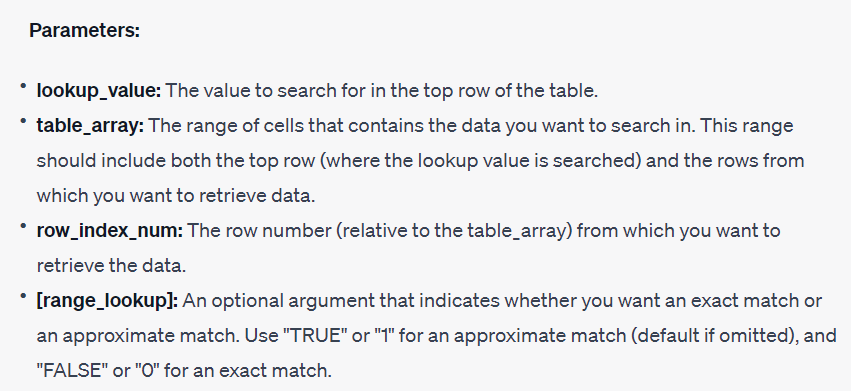 Parameters:
• lookup_value: The value to search for in the top row of the table.
• table_array: The range of cells that contains the data you want to search in. This range
should include both the top row (where the lookup value is searched) and the rows from
which you want to retrieve data.
• row_index_num: The row number (relative to the table_array) from which you want to
retrieve the data.
• [range_lookup]: An optional argument that indicates whether you want an exact match or
an approximate match. Use "TRUE" or "1" for an approximate match (default if omitted), and
"FALSE" or "0" for an exact match.